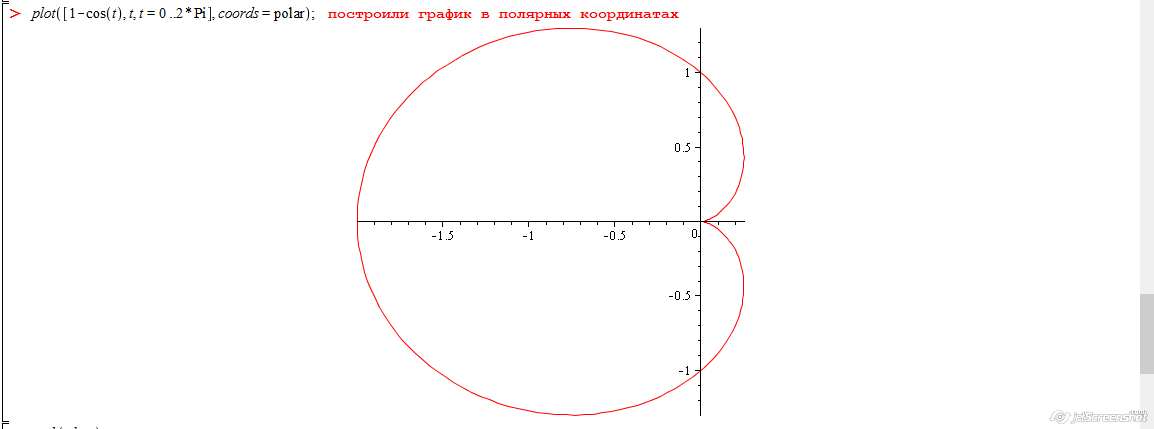 > plot([1-cos(t),t,t=0..2*Pi],coords=polar); построили график в полярных координатах
1
0.5
-1.5 -1 -0.5 0
-0.5
-1
jetScreenshot